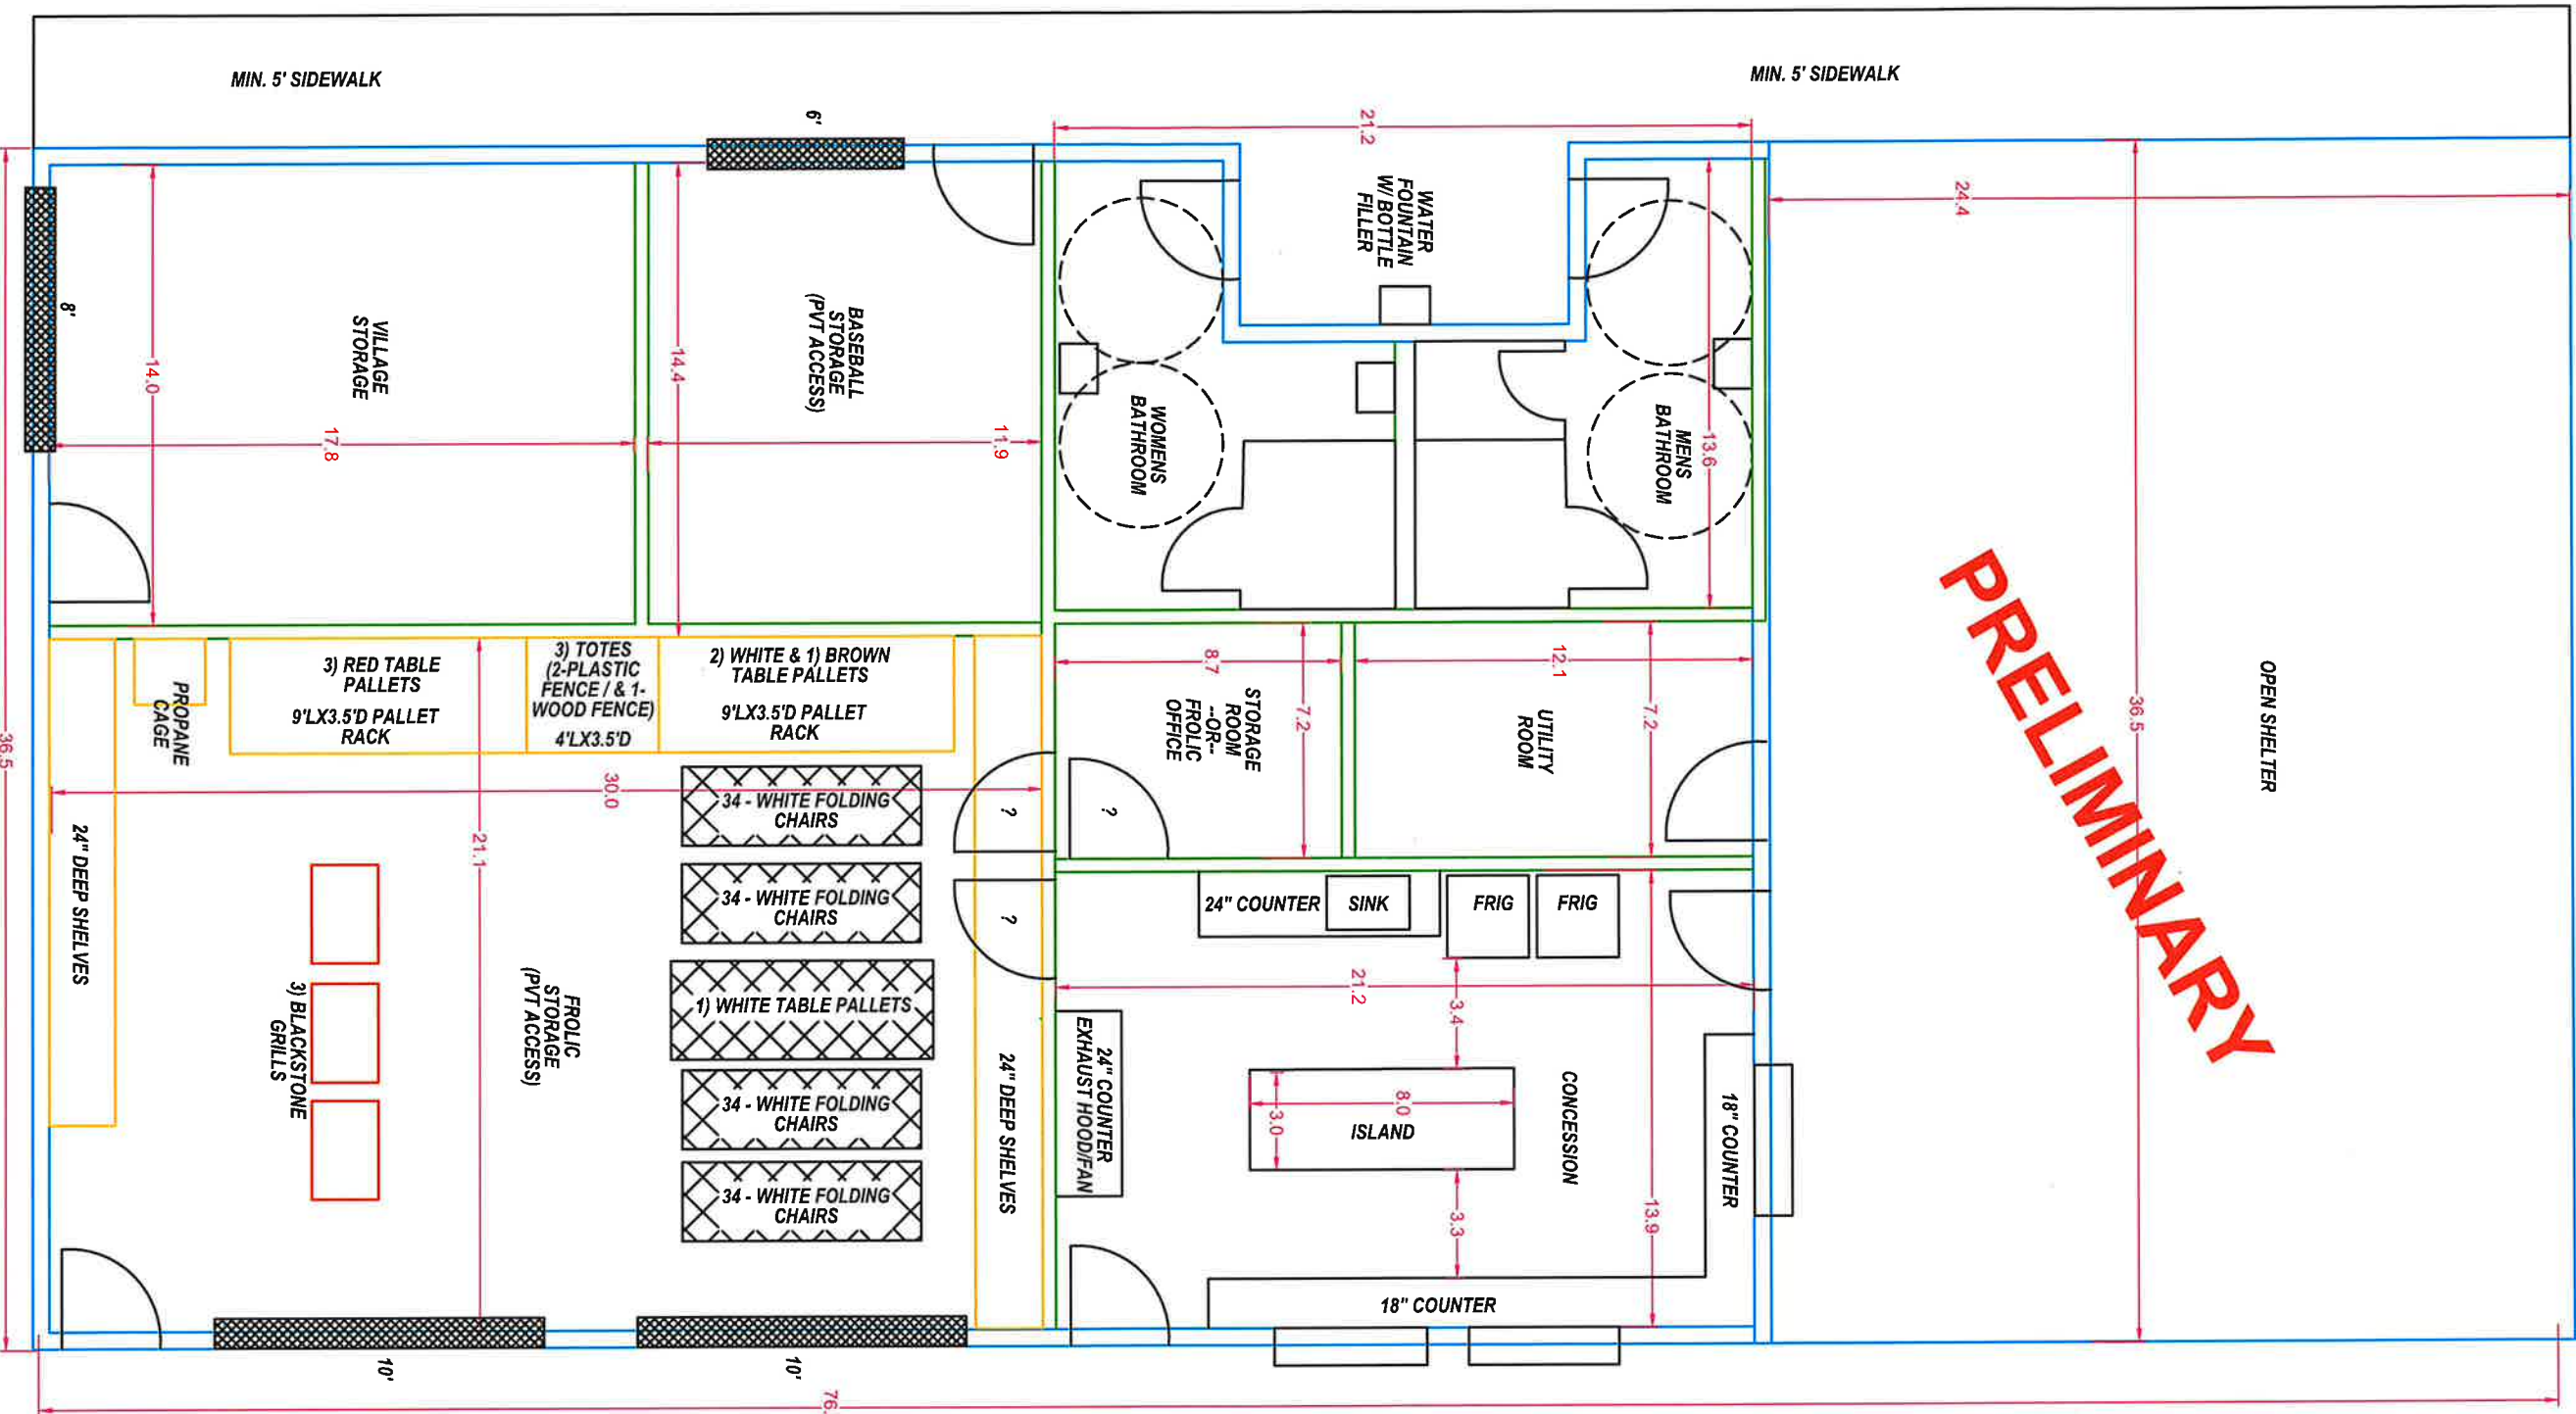 MIN. 5' SIDEWALK
MIN. 5' SIDEWALK
6'
21.2
24.4
WATER
FOUNTAIN
W/ BOTTLE
FILLER
8'
14.0
VILLAGE
STORAGE
17.8
14.4
BASEBALL
STORAGE
(PVT ACCESS)
11.9
WOMENS
BATHROOM
MENS
BATHROOM
13.6
36.5
OPEN SHELTER
PRELIMINARY
36.5
PROPANE
CAGE
3) RED TABLE
PALLETS
9'LX3.5'D PALLET
RACK
3) TOTES
(2-PLASTIC
FENCE / & 1-
WOOD FENCE)
4'LX3.5'D
2) WHITE & 1) BROWN
TABLE PALLETS
9'LX3.5'D PALLET
RACK
8.7
STORAGE
ROOM
--OR--
FROLIC
OFFICE
7.2
12.1
UTILITY
ROOM
7.2
30.0
21.1
24" DEEP SHELVES
34 - WHITE FOLDING
CHAIRS
34 - WHITE FOLDING
CHAIRS
1) WHITE TABLE PALLETS
34 - WHITE FOLDING
CHAIRS
34 - WHITE FOLDING
CHAIRS
?
?
?
3) BLACKSTONE
GRILLS
FROLIC
STORAGE
(PVT ACCESS)
24" DEEP SHELVES
24" COUNTER
SINK
FRIG
FRIG
21.2
3.4
24" COUNTER
EXHAUST HOOD/FAN
8.0
3.0
ISLAND
CONCESSION
3.3
13.9
18" COUNTER
18" COUNTER
10'
10'
76.